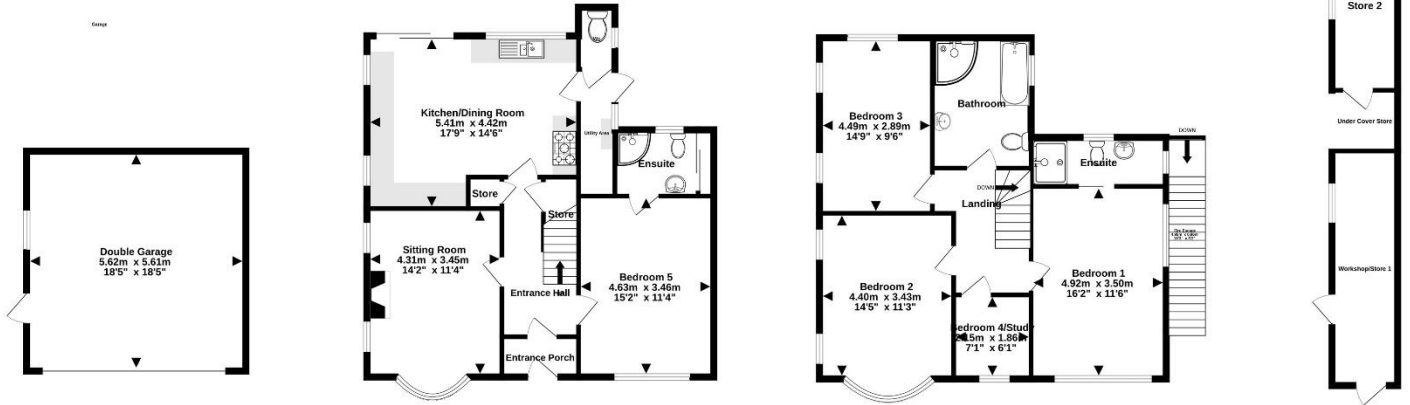 Garage
Double Garage
5.62m x 5.61m
18'5" x 18'5"
Kitchen/Dining Room
5.41m x 4.42m
17'9" x 14'6"
Utility Area
Ensuite
Store
Store
Sitting Room
4.31m x 3.45m
14'2" x 11'4"
Entrance Hall
Bedroom 5
4.63m x 3.46m
15'2" x 11'4"
Entrance Porch
Bedroom 3
4.49m x 2.89m
14'9" x 9'6"
Bathroom
DOWN
Ensuite
DOWN
Landing
Bedroom 2
4.40m x 3.43m
14'5" x 11'3"
Bedroom 1
4.92m x 3.50m
16'2" x 11'6"
Bedroom 4/Study
2.15m x 1.86m
7'1" x 6'1"
Store 2
Under Cover Store
Workshop/Store 1